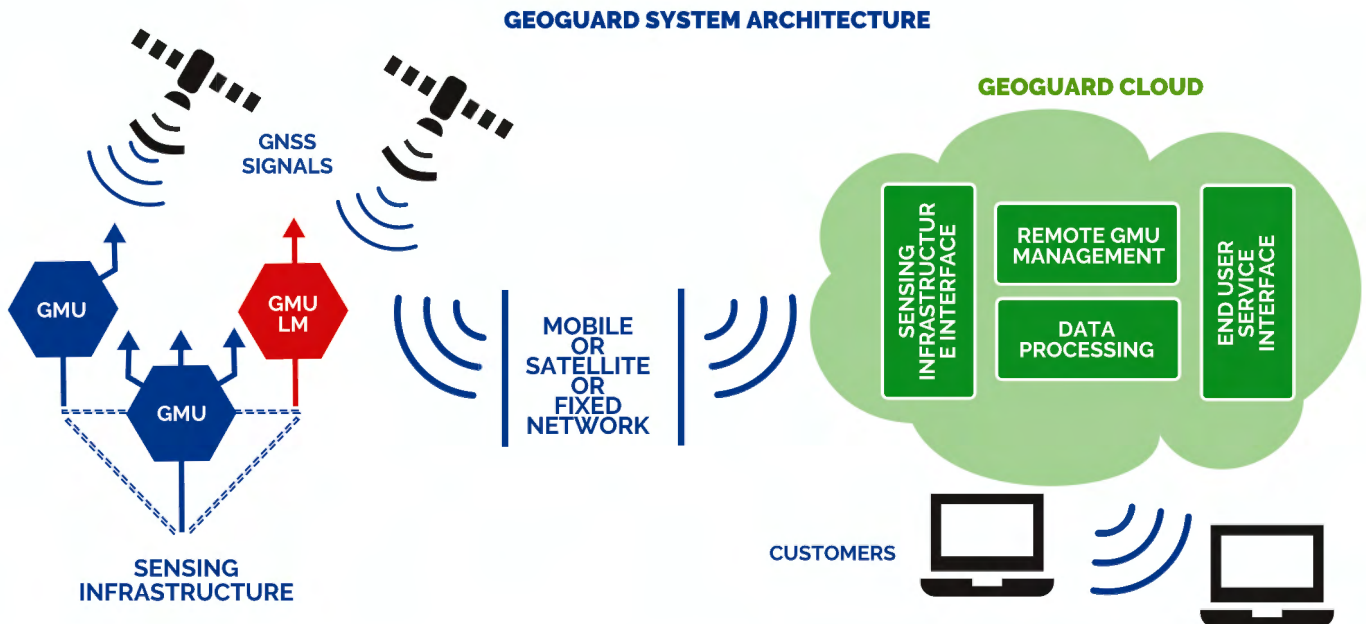 GEOGUARD SYSTEM ARCHITECTURE
GNSS
SIGNALS
GMU
GMU
LM
GMU
SENSING
INFRASTRUCTURE
MOBILE
OR
SATELLITE
OR
FIXED
NETWORK
GEOGUARD CLOUD
SENSING
INFRASTRUCTUR
E INTERFACE
REMOTE GMU
MANAGEMENT
DATA
PROCESSING
END USER
SERVICE
INTERFACE
CUSTOMERS